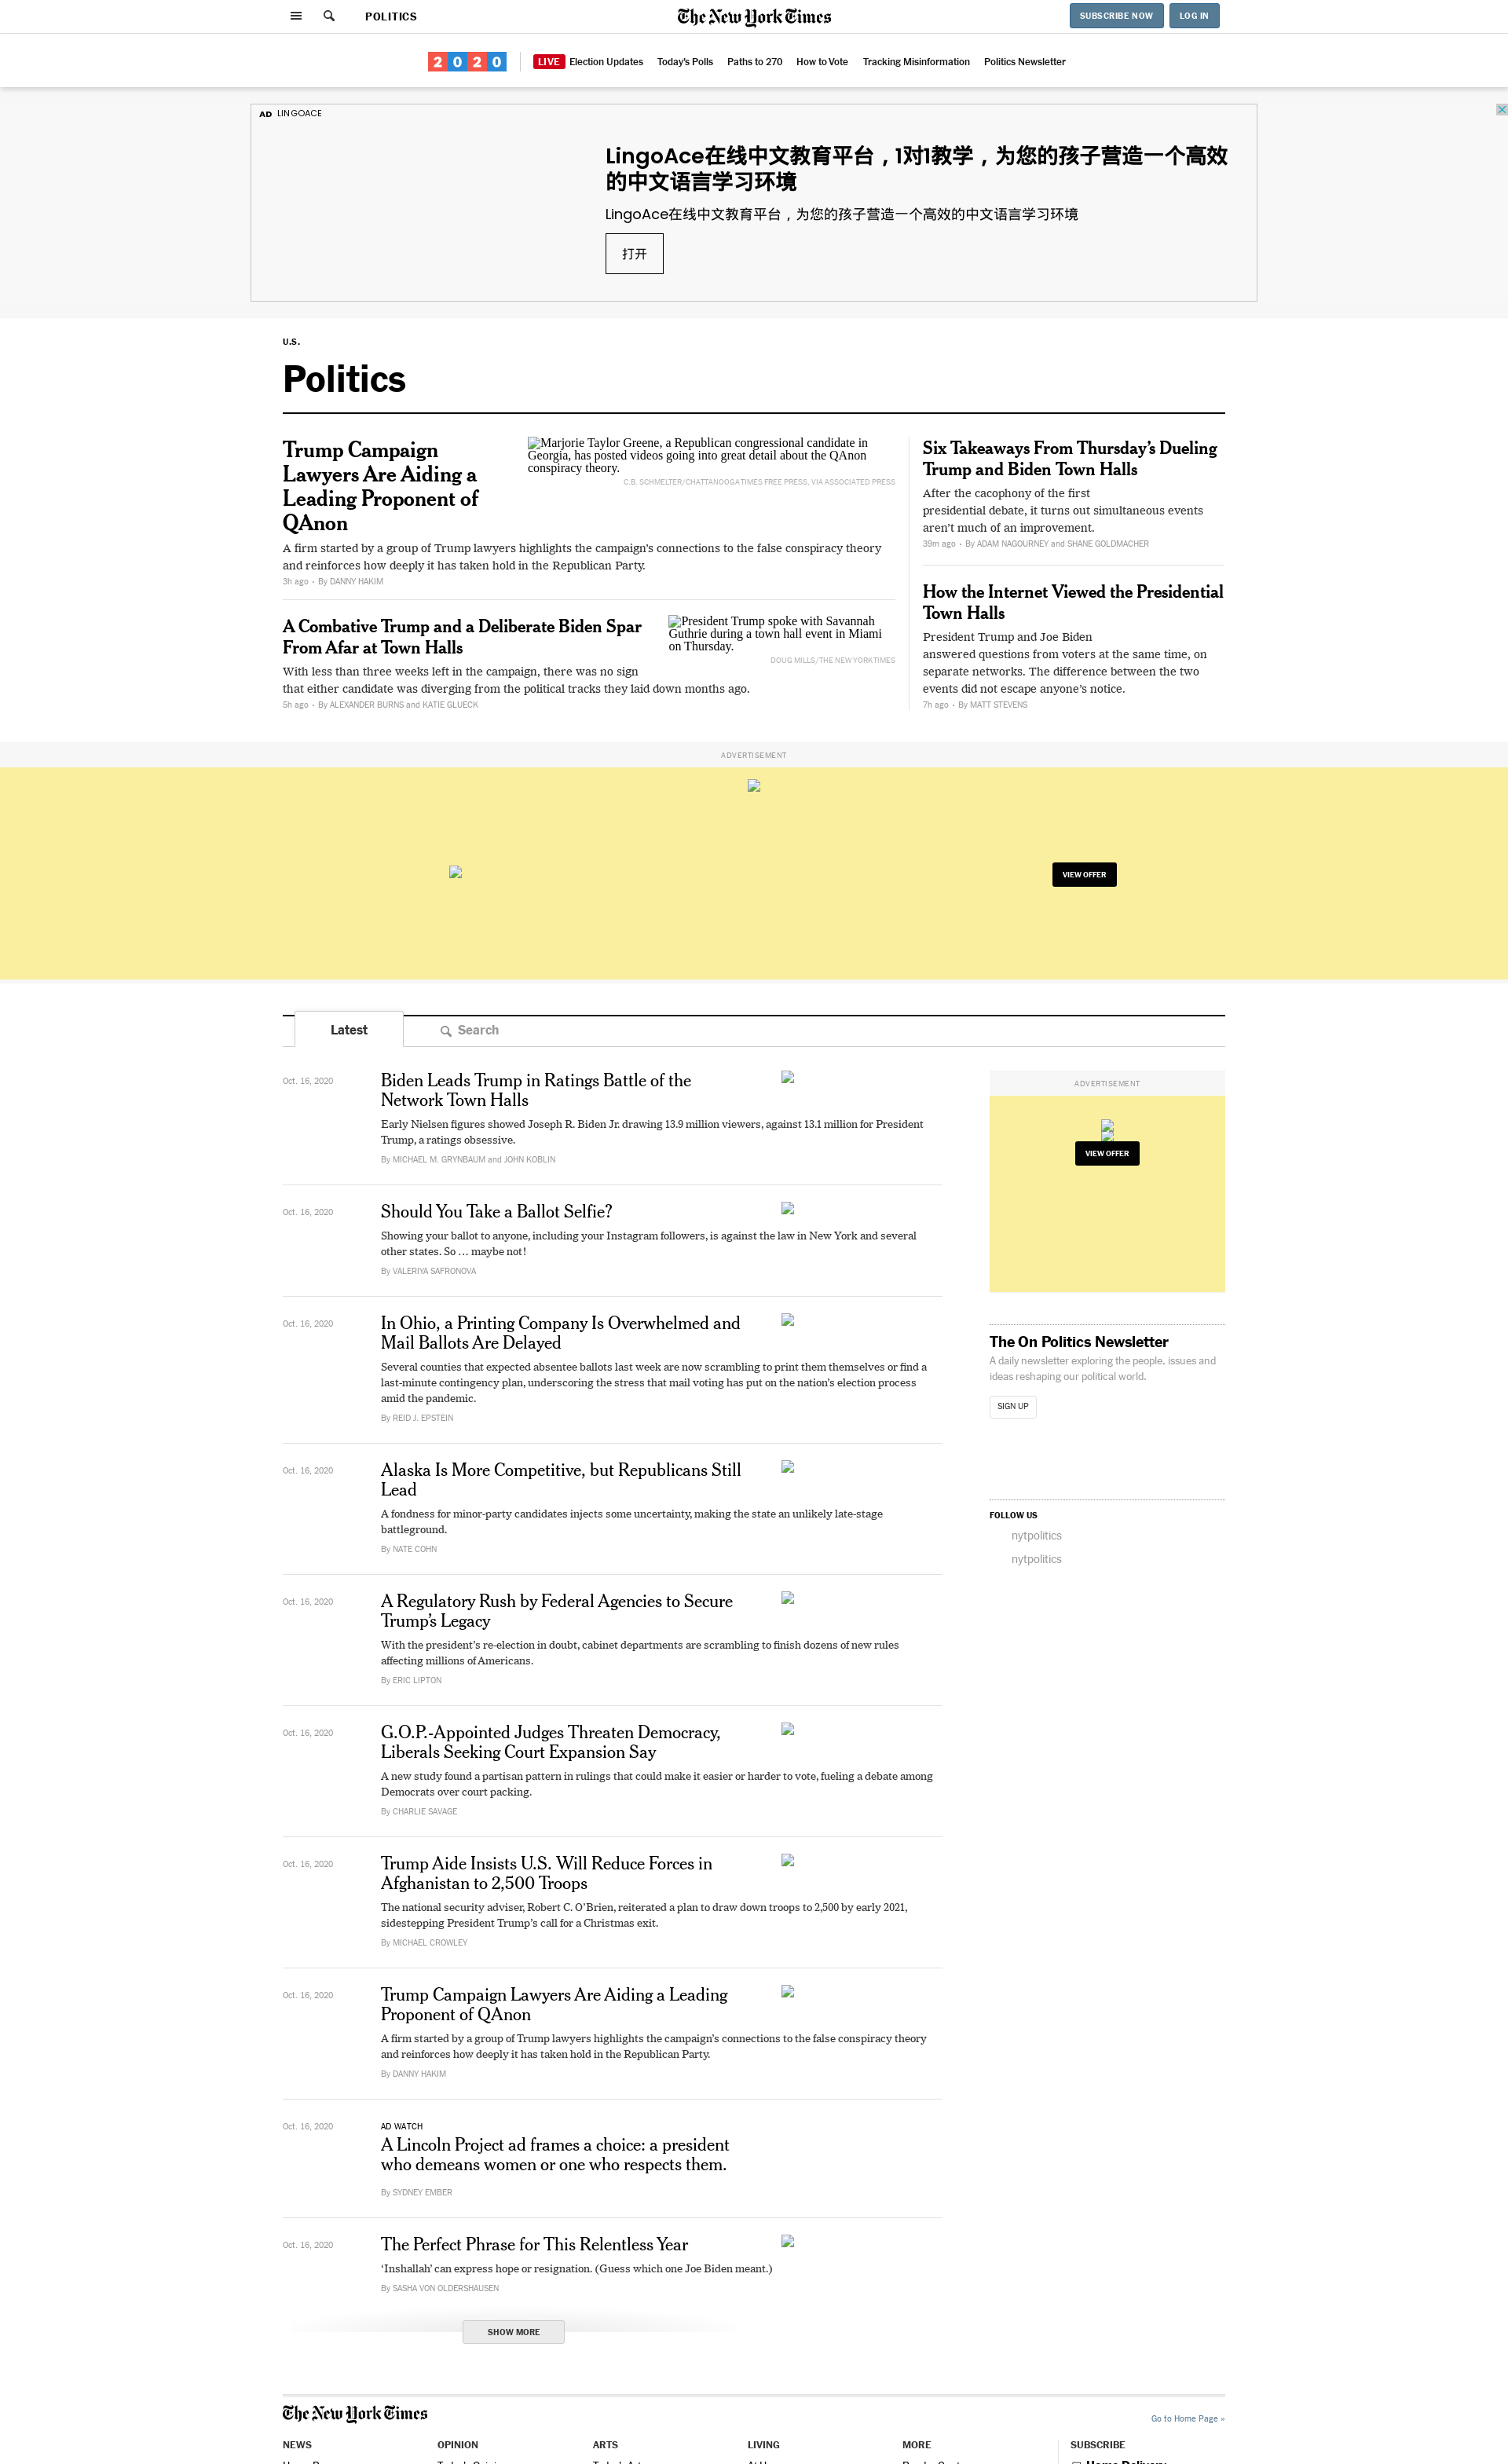 POLITICS
The New York Times
SUBSCRIBE NOW
LOG IN
2020
LIVE Election Updates
Today's Polls
Paths to 270
How to Vote
Tracking Misinformation
Politics Newsletter
AD LINGOACE
LingoAce在线中文教育平台，1对1教学，为您的孩子营造一个高效
的中文语言学习环境
LingoAce在线中文教育平台，为您的孩子营造一个高效的中文语言学习环境
打开
U.S.
Politics
Trump Campaign
Lawyers Are Aiding a
Leading Proponent of
QAnon
Marjorie Taylor Greene, a Republican congressional candidate in
Georgia, has posted videos going into great detail about the QAnon
conspiracy theory.
C.B. SCHMELTER/CHATTANOOGA TIMES FREE PRESS, VIA ASSOCIATED PRESS
A firm started by a group of Trump lawyers highlights the campaign’s connections to the false conspiracy theory
and reinforces how deeply it has taken hold in the Republican Party.
3h ago • By DANNY HAKIM
A Combative Trump and a Deliberate Biden Spar
From Afar at Town Halls
President Trump spoke with Savannah
Guthrie during a town hall event in Miami
on Thursday.
DOUG MILLS/THE NEW YORK TIMES
With less than three weeks left in the campaign, there was no sign
that either candidate was diverging from the political tracks they laid down months ago.
5h ago • By ALEXANDER BURNS and KATIE GLUECK
Six Takeaways From Thursday’s Dueling
Trump and Biden Town Halls
After the cacophony of the first
presidential debate, it turns out simultaneous events
aren’t much of an improvement.
39m ago • By ADAM NAGOURNEY and SHANE GOLDMACHER
How the Internet Viewed the Presidential
Town Halls
President Trump and Joe Biden
answered questions from voters at the same time, on
separate networks. The difference between the two
events did not escape anyone’s notice.
7h ago • By MATT STEVENS
ADVERTISEMENT
VIEW OFFER
Latest
Search
Oct. 16, 2020
Biden Leads Trump in Ratings Battle of the
Network Town Halls
Early Nielsen figures showed Joseph R. Biden Jr. drawing 13.9 million viewers, against 13.1 million for President
Trump, a ratings obsessive.
By MICHAEL M. GRYNBAUM and JOHN KOBLIN
Oct. 16, 2020
Should You Take a Ballot Selfie?
Showing your ballot to anyone, including your Instagram followers, is against the law in New York and several
other states. So … maybe not!
By VALERIYA SAFRONOVA
Oct. 16, 2020
In Ohio, a Printing Company Is Overwhelmed and
Mail Ballots Are Delayed
Several counties that expected absentee ballots last week are now scrambling to print them themselves or find a
last-minute contingency plan, underscoring the stress that mail voting has put on the nation’s election process
amid the pandemic.
By REID J. EPSTEIN
Oct. 16, 2020
Alaska Is More Competitive, but Republicans Still
Lead
A fondness for minor-party candidates injects some uncertainty, making the state an unlikely late-stage
battleground.
By NATE COHN
Oct. 16, 2020
A Regulatory Rush by Federal Agencies to Secure
Trump’s Legacy
With the president’s re-election in doubt, cabinet departments are scrambling to finish dozens of new rules
affecting millions of Americans.
By ERIC LIPTON
Oct. 16, 2020
G.O.P.-Appointed Judges Threaten Democracy,
Liberals Seeking Court Expansion Say
A new study found a partisan pattern in rulings that could make it easier or harder to vote, fueling a debate among
Democrats over court packing.
By CHARLIE SAVAGE
Oct. 16, 2020
Trump Aide Insists U.S. Will Reduce Forces in
Afghanistan to 2,500 Troops
The national security adviser, Robert C. O’Brien, reiterated a plan to draw down troops to 2,500 by early 2021,
sidestepping President Trump’s call for a Christmas exit.
By MICHAEL CROWLEY
Oct. 16, 2020
Trump Campaign Lawyers Are Aiding a Leading
Proponent of QAnon
A firm started by a group of Trump lawyers highlights the campaign’s connections to the false conspiracy theory
and reinforces how deeply it has taken hold in the Republican Party.
By DANNY HAKIM
Oct. 16, 2020
AD WATCH
A Lincoln Project ad frames a choice: a president
who demeans women or one who respects them.
By SYDNEY EMBER
Oct. 16, 2020
The Perfect Phrase for This Relentless Year
‘Inshallah’ can express hope or resignation. (Guess which one Joe Biden meant.)
By SASHA VON OLDERSHAUSEN
SHOW MORE
ADVERTISEMENT
VIEW OFFER
The On Politics Newsletter
A daily newsletter exploring the people, issues and
ideas reshaping our political world.
SIGN UP
FOLLOW US
nytpolitics
nytpolitics
The New York Times
Go to Home Page »
NEWS
OPINION
ARTS
LIVING
MORE
SUBSCRIBE